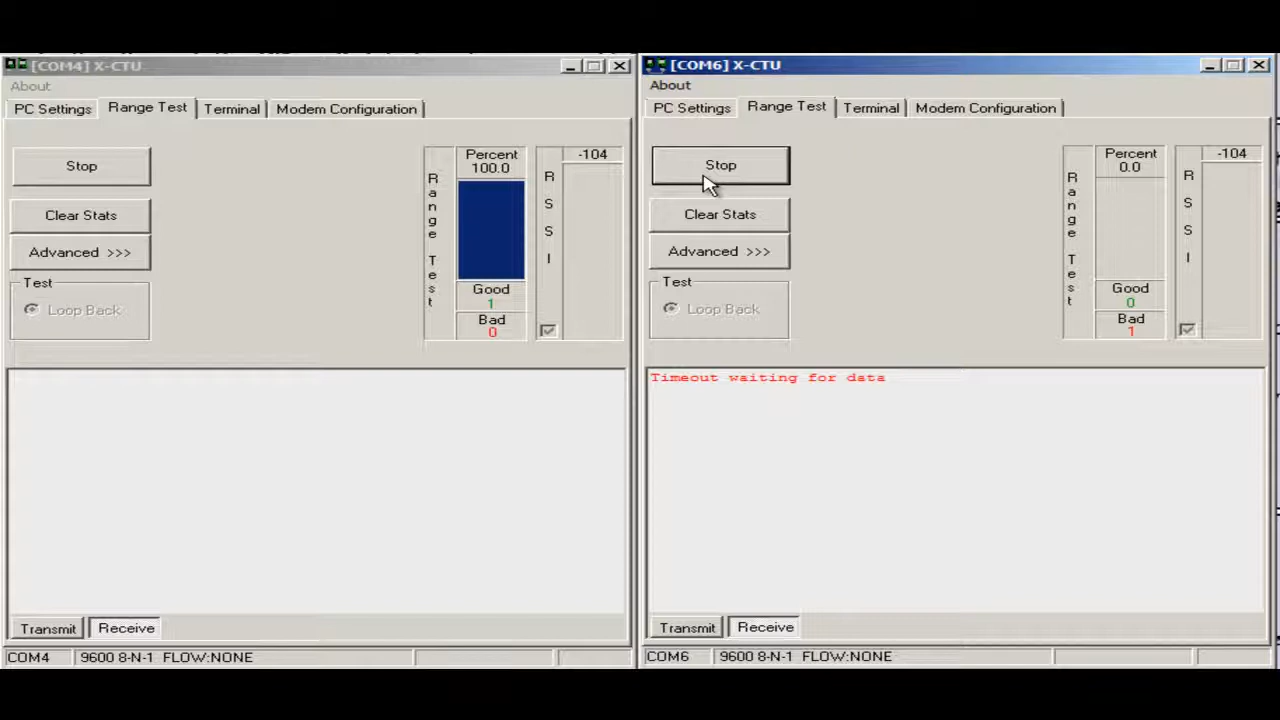 [COM4] X-CTU
About
PC Settings
Range Test
Terminal
Modem Configuration
Stop
Clear Stats
Advanced >>>
Test
Loop Back
Range Test
Percent
100.0
Good
1
Bad
0
RSSI
-104
Transmit
Receive
COM4
9600 8-N-1 FLOW:NONE
[COM6] X-CTU
About
PC Settings
Range Test
Terminal
Modem Configuration
Stop
Clear Stats
Advanced >>>
Test
Loop Back
Range Test
Percent
0.0
Good
0
Bad
1
RSSI
-104
Timeout waiting for data
Transmit
Receive
COM6
9600 8-N-1 FLOW:NONE